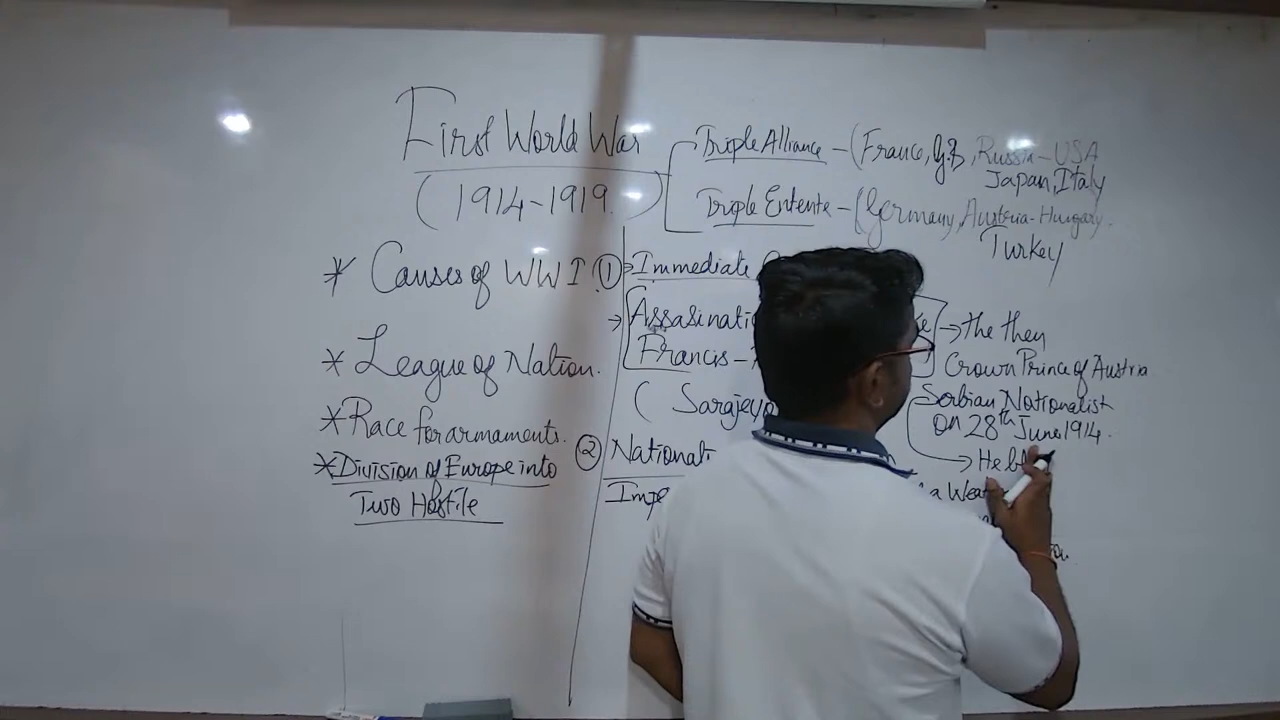 First World War
(1914-1919)
Triple Alliance - (France, G.B, Russia - USA
Japan, Italy
Triple Entente - (Germany, Austria-Hungary.
Turkey
* Causes of WWI
* League of Nation.
* Race for armaments.
* Division of Europe into
Two Hostile
① Immediate
→ Assasinati
Francis -
( Sarajevo
→ the then
Crown Prince of Austria
Serbian Nationalist
on 28th June 1914.
→ He
a
② Nationali
Impe